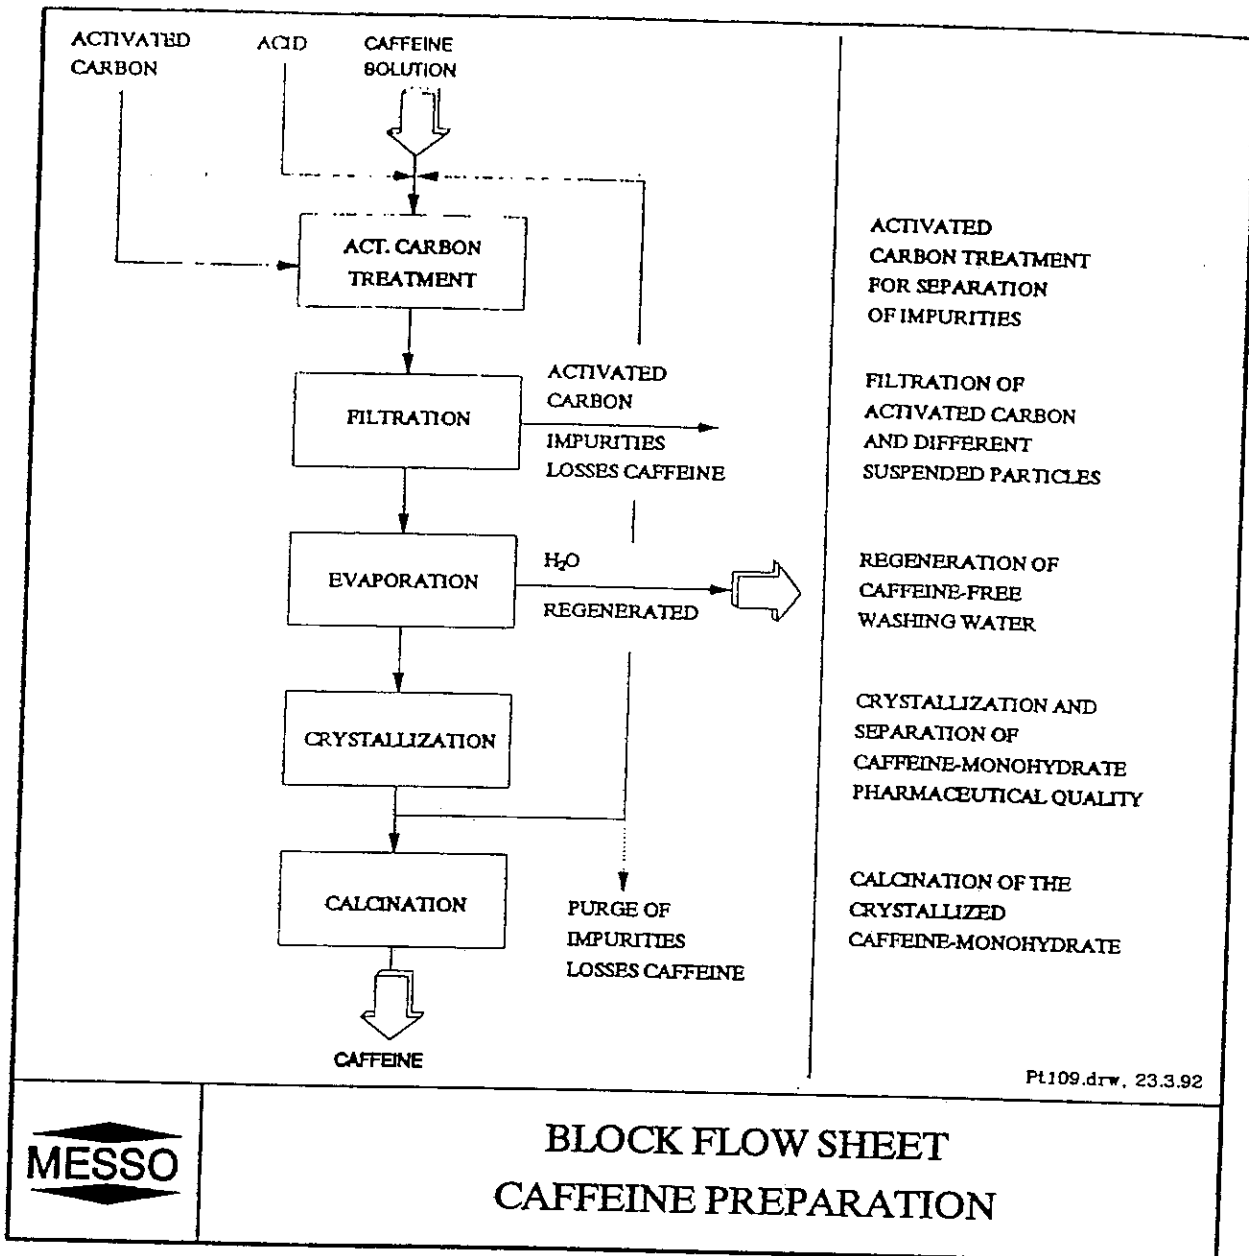 ACTIVATED
CARBON
ACID
CAFFEINE
SOLUTION
ACT. CARBON
TREATMENT
ACTIVATED
CARBON TREATMENT
FOR SEPARATION
OF IMPURITIES
FILTRATION
ACTIVATED
CARBON
IMPURITIES
LOSSES CAFFEINE
FILTRATION OF
ACTIVATED CARBON
AND DIFFERENT
SUSPENDED PARTICLES
EVAPORATION
H₂O
REGENERATED
REGENERATION OF
CAFFEINE-FREE
WASHING WATER
CRYSTALLIZATION
CRYSTALLIZATION AND
SEPARATION OF
CAFFEINE-MONOHYDRATE
PHARMACEUTICAL QUALITY
CALCINATION
PURGE OF
IMPURITIES
LOSSES CAFFEINE
CALCINATION OF THE
CRYSTALLIZED
CAFFEINE-MONOHYDRATE
CAFFEINE
Pt109.drw, 23.3.92
MESSO
BLOCK FLOW SHEET
CAFFEINE PREPARATION